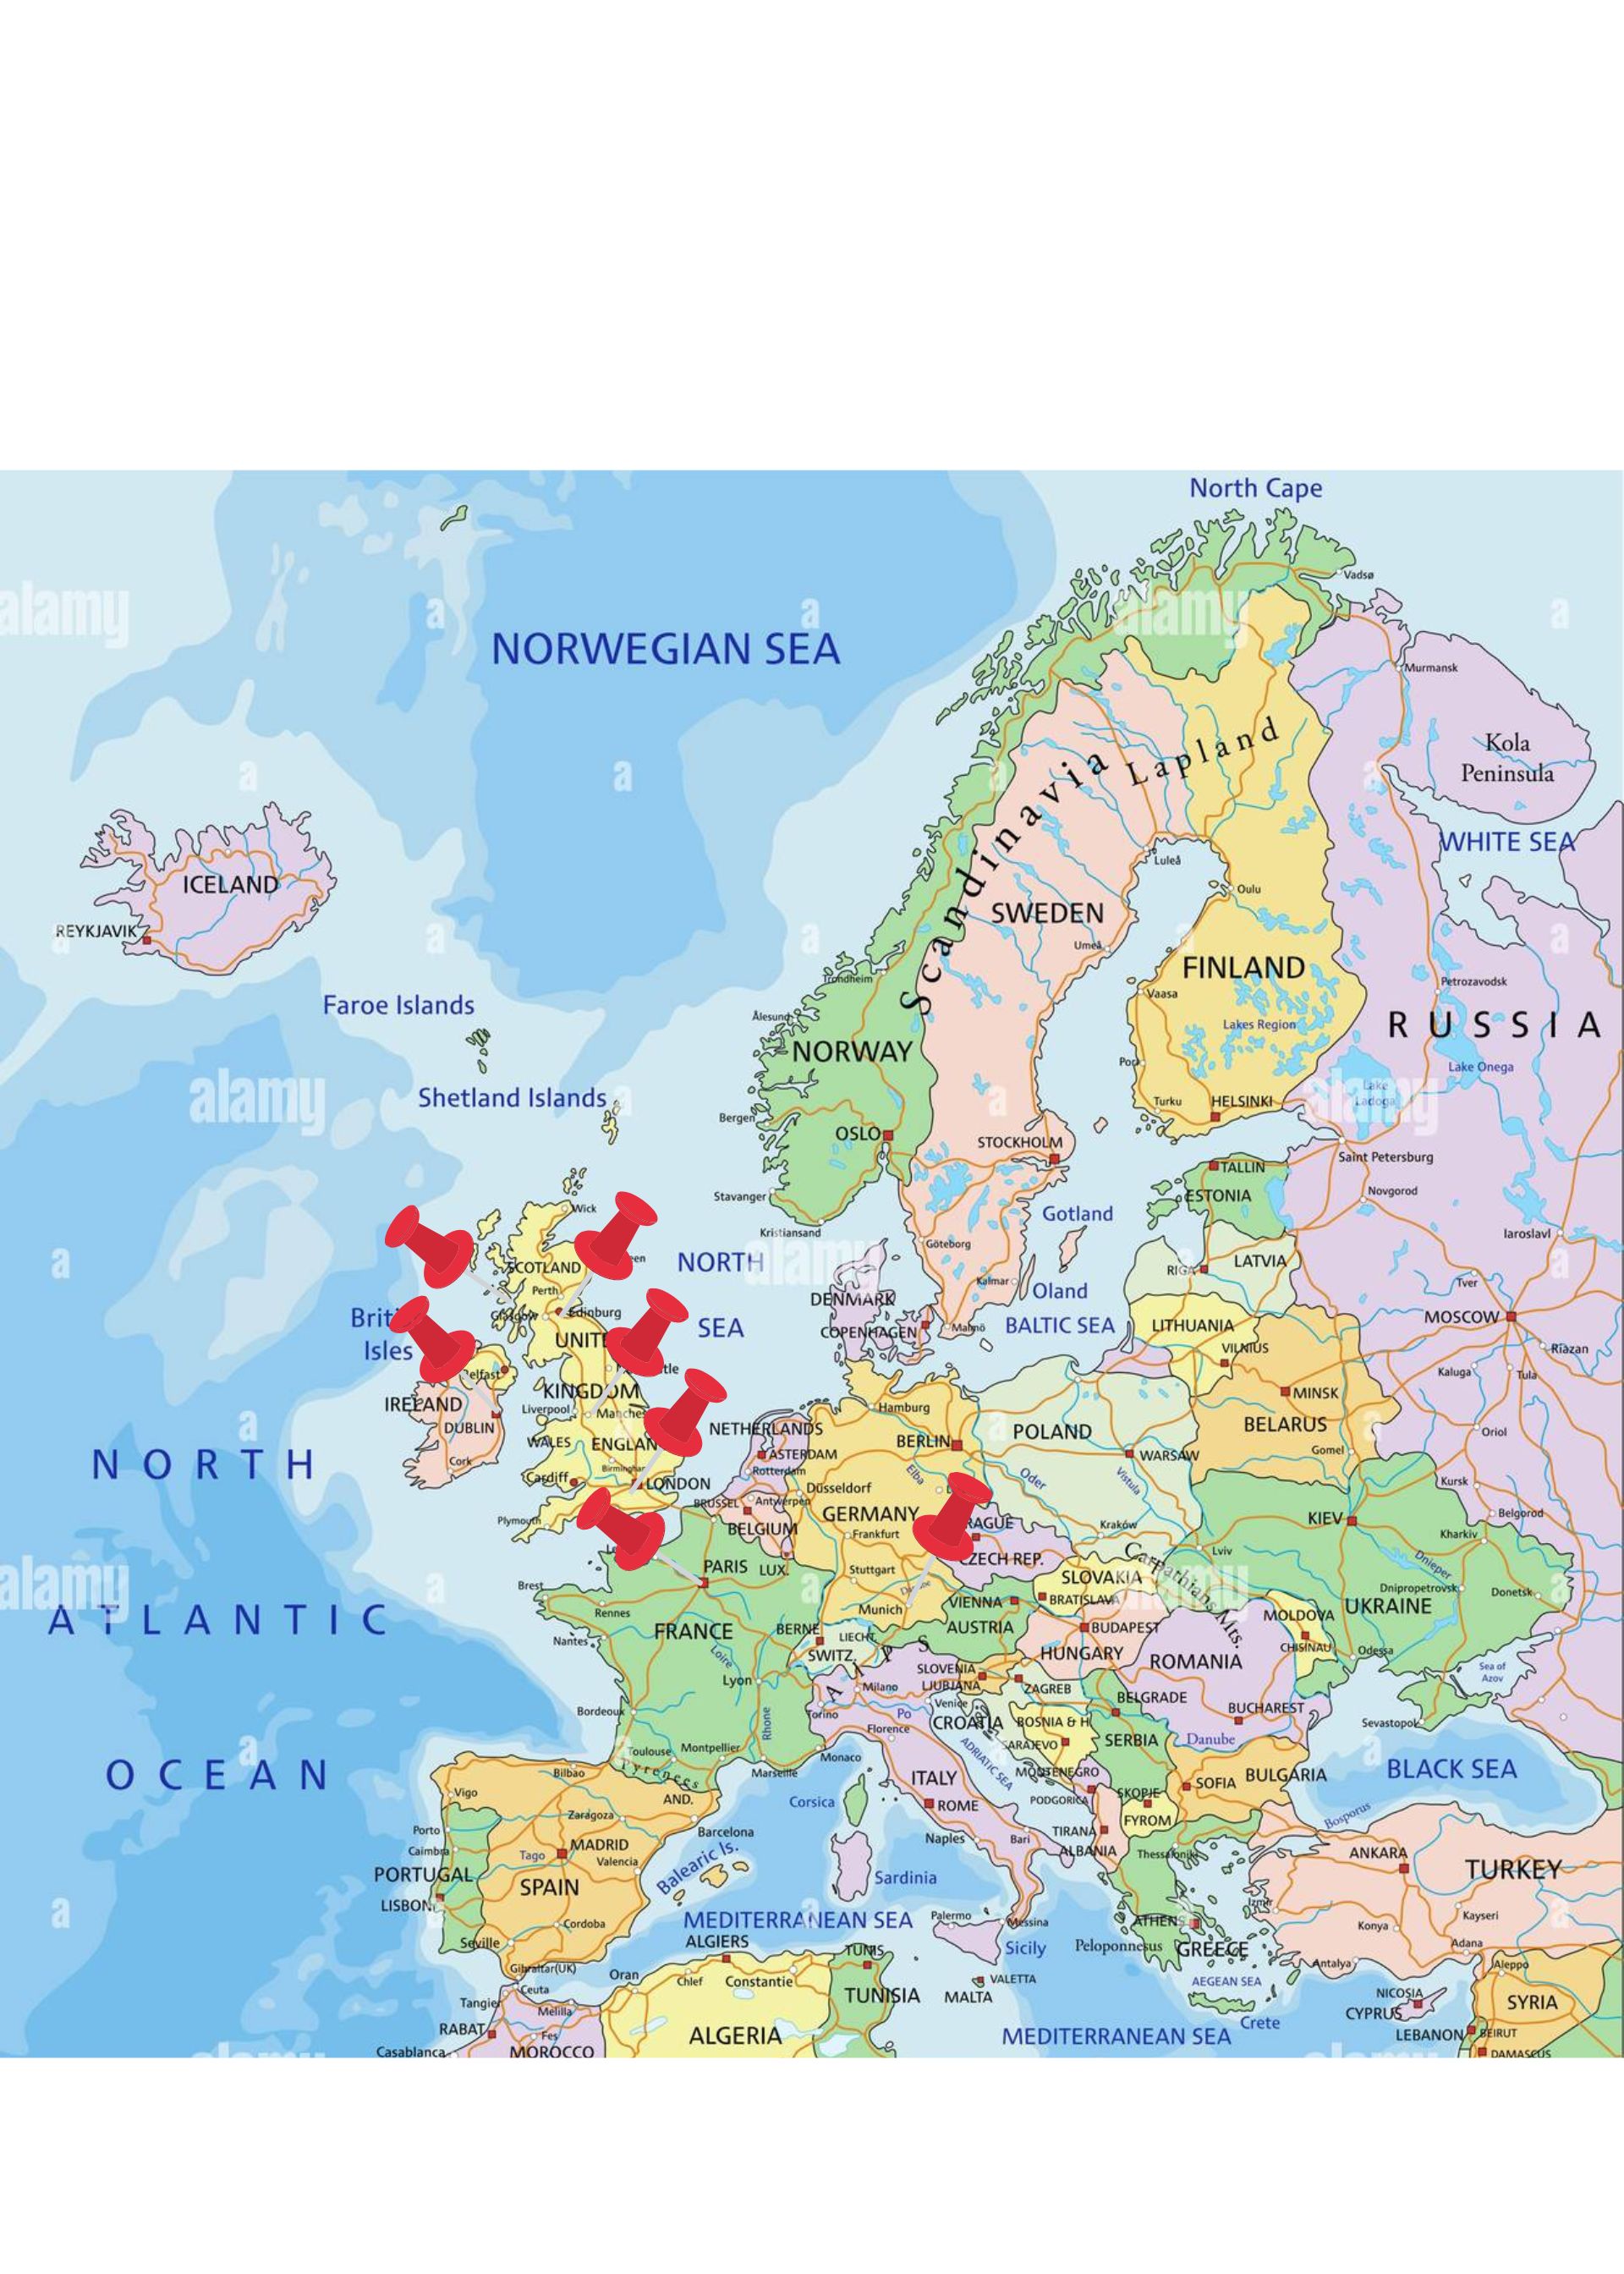 North Cape
Vadsø
alamy
a
a
alamy
a
NORWEGIAN SEA
Murmansk
Kola
Peninsula
Lapland
Scandinavia
a
a
a
a
WHITE SEA
Luleå
ICELAND
Oulu
SWEDEN
REYKJAVIK
a
a
a
a
Umeå
FINLAND
Trondheim
Petrozavodsk
Vaasa
Faroe Islands
Ålesund
Lakes Region
RUSSIA
NORWAY
Lake Onega
Lake
Ladoga
alamy
Shetland Islands
a
a
alamy
Turku
HELSINKI
Bergen
OSLO
STOCKHOLM
Saint Petersburg
TALLIN
Novgorod
Stavanger
ESTONIA
Wick
Gotland
Kristiansand
Göteborg
Iaroslavl
a
NORTH
alamy
LATVIA
a
SCOTLAND
RIGA
Kalmar
Oland
Tver
Perth
DENMARK
Glasgow
Edinburgh
MOSCOW
SEA
COPENHAGEN
Malmö
BALTIC SEA
LITHUANIA
Isles
VILNIUS
Riazan
Belfast
Kaluga
Tula
KINGDOM
MINSK
IRELAND
Liverpool
Hamburg
DUBLIN
NETHERLANDS
POLAND
BELARUS
a
a
a
Oriol
WALES
BERLIN
ASTERDAM
WARSAW
Gomel
NORTH
Cork
Birmingham
Rotterdam
Cardiff
LONDON
Elba
Oder
Vistula
Kursk
Düsseldorf
BRUSSEL
Antwerpen
Plymouth
GERMANY
KIEV
Belgorod
BELGIUM
Frankfurt
Kraków
Kharkiv
CZECH REP.
Lviv
Dnieper
Carpathians Mts.
PARIS
LUX.
Stuttgart
SLOVAKIA
alamy
alamy
a
a
Brest
Dnipropetrovsk
Donetsk
Rennes
Munich
VIENNA
BRATISLAVA
MOLDOVA
UKRAINE
ATLANTIC
FRANCE
BERNE
LIECHT.
AUSTRIA
BUDAPEST
Nantes
CHISINAU
Odessa
Loire
SWITZ.
ALPS
HUNGARY
ROMANIA
SLOVENIA
Sea of
Azov
Lyon
Milano
LJUBJANA
ZAGREB
Venice
BELGRADE
BUCHAREST
Bordeoux
Torino
Po
CROATIA
BOSNIA & H
Sevastopol
Rhone
Florence
SARAJEVO
SERBIA
Danube
Toulouse
Montpellier
Monaco
ADRIATIC SEA
OCEAN
a
a
Bilbao
Pyrenees
Marseille
ITALY
MONTENEGRO
SOFIA
BULGARIA
BLACK SEA
Vigo
AND.
Corsica
ROME
PODGORICA
SKOPJE
Zaragoza
FYROM
Bosporus
Porto
Barcelona
Naples
Bari
TIRANA
Caimbra
MADRID
ALBANIA
Thessaloniki
ANKARA
Tago
Valencia
Balearic Is.
PORTUGAL
Sardinia
TURKEY
LISBON
SPAIN
Izmir
a
Cordoba
MEDITERRANEAN SEA
Palermo
Messina
ATHENS
Konya
Kayseri
Seville
ALGIERS
TUNIS
Sicily
Peloponnesus
GREECE
Adana
Gibraltar(UK)
Oran
Chlef
Constantie
VALETTA
AEGEAN SEA
Antalya
Aleppo
Ceuta
TUNISIA
MALTA
NICOSIA
Tangier
Melilla
CYPRUS
SYRIA
RABAT
Fes
ALGERIA
MEDITERRANEAN SEA
Crete
LEBANON
BEIRUT
Casablanca
MOROCCO
DAMASCUS